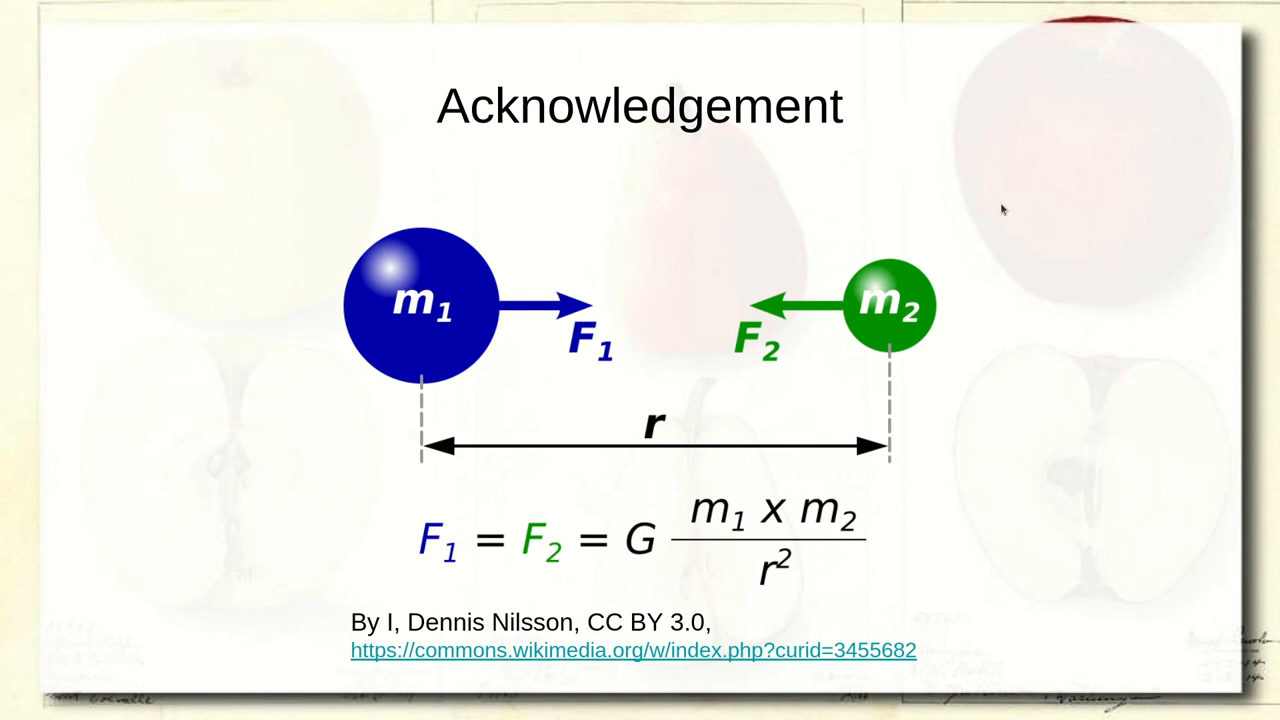 Acknowledgement
m₁ m₂
F₁ F₂
r
F₁ = F₂ = G (m₁ x m₂) / r²
By I, Dennis Nilsson, CC BY 3.0,
https://commons.wikimedia.org/w/index.php?curid=3455682